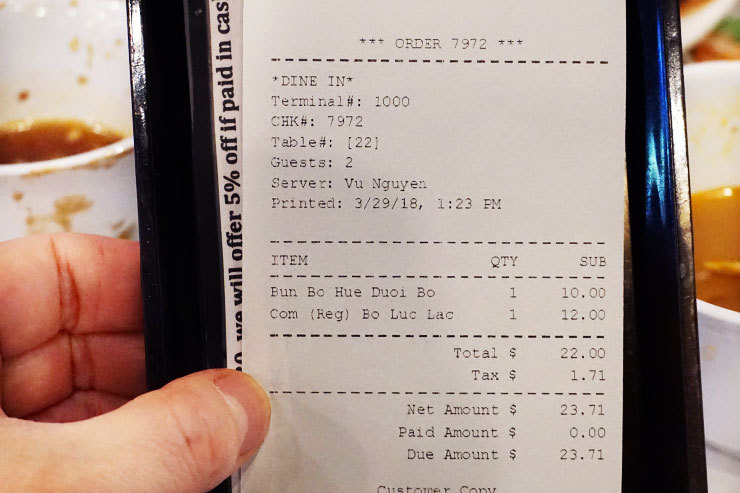 *** ORDER 7972 ***
*DINE IN*
Terminal#: 1000
CHK#: 7972
Table#: [22]
Guests: 2
Server: Vu Nguyen
Printed: 3/29/18, 1:23 PM
ITEM QTY SUB
Bun Bo Hue Duoi Bo 1 10.00
Com (Reg) Bo Luc Lac 1 12.00
Total $ 22.00
Tax $ 1.71
Net Amount $ 23.71
Paid Amount $ 0.00
Due Amount $ 23.71
Customer Copy
we will offer 5% off if paid in cas